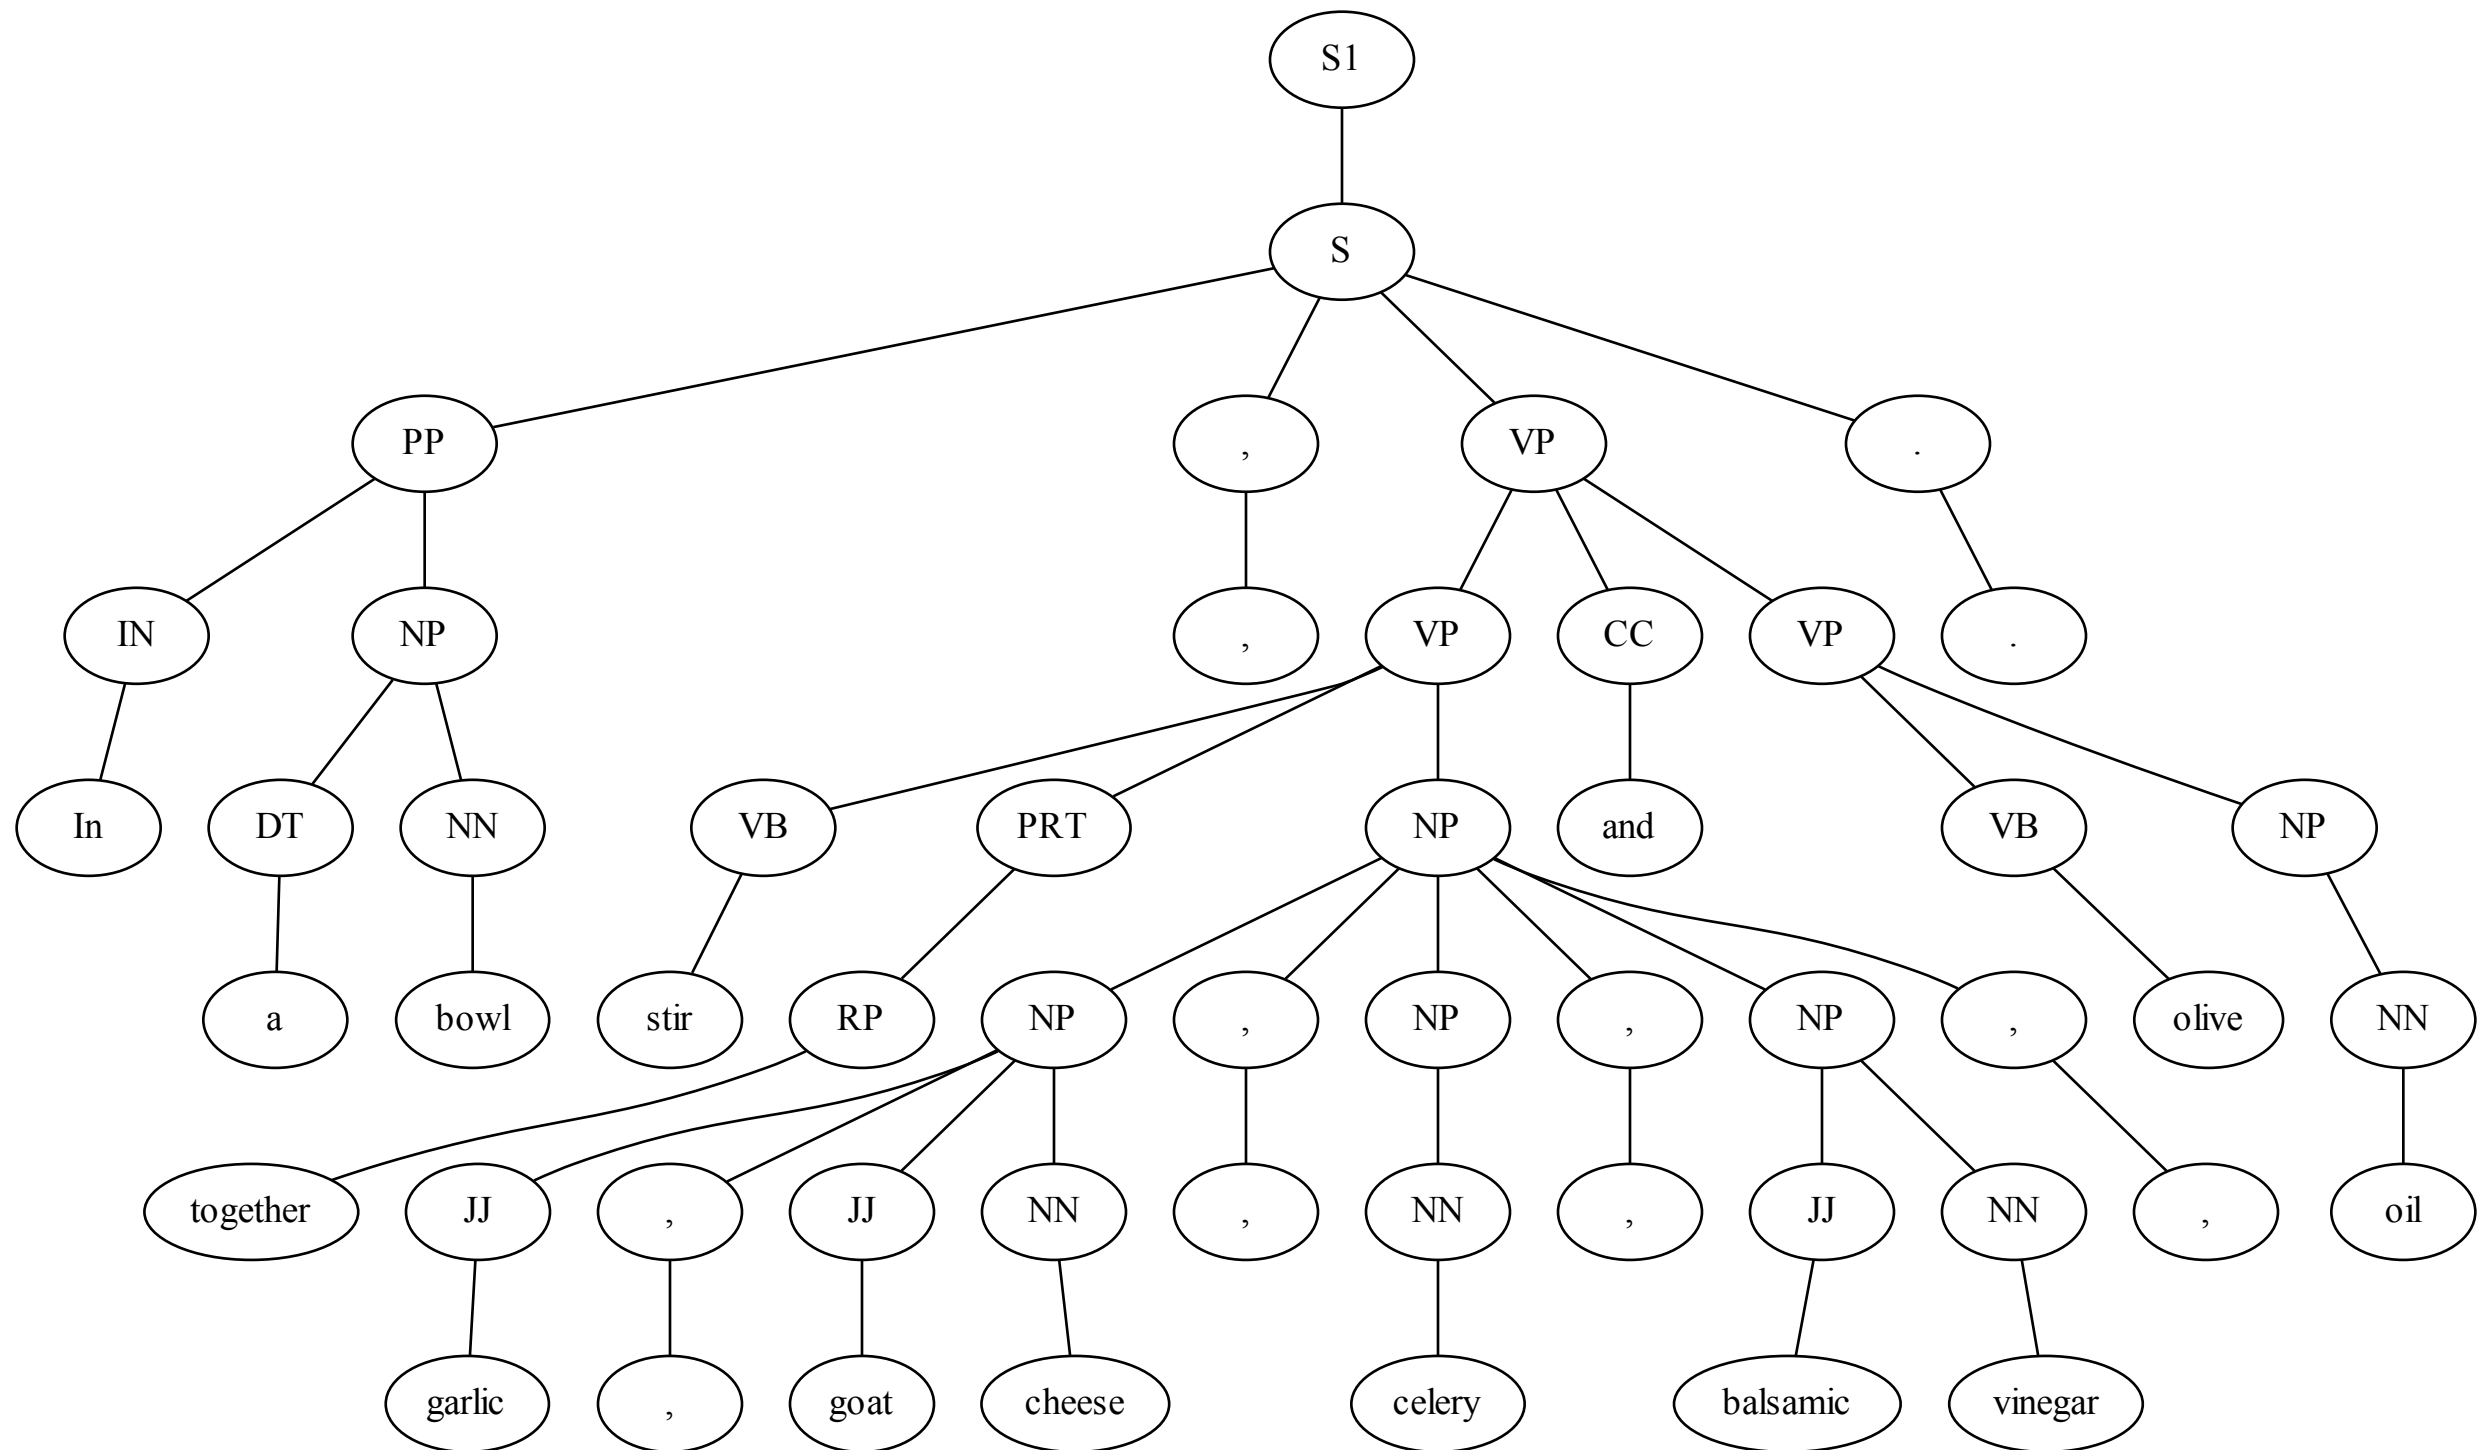 S1
S
PP , VP .
IN NP , VP CC VP .
In DT NN VB PRT NP and VB NP
a bowl stir RP NP , NP , NP , olive NN
together JJ , JJ NN , NN , JJ NN , oil
garlic , goat cheese celery balsamic vinegar